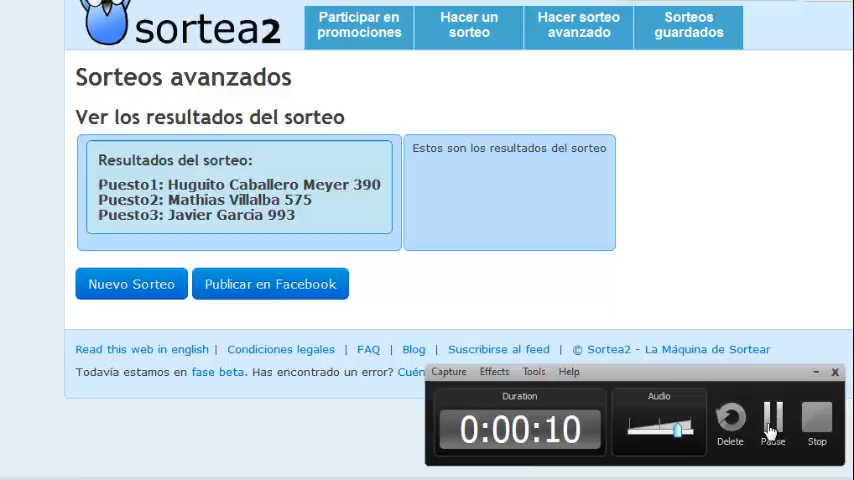 sortea2
Participar en promociones
Hacer un sorteo
Hacer sorteo avanzado
Sorteos guardados
Sorteos avanzados
Ver los resultados del sorteo
Resultados del sorteo:
Puesto1: Huguito Caballero Meyer 390
Puesto2: Mathias Villalba 575
Puesto3: Javier Garcia 993
Estos son los resultados del sorteo
Nuevo Sorteo
Publicar en Facebook
Read this web in english | Condiciones legales | FAQ | Blog | Suscribirse al feed | © Sortea2 - La Máquina de Sortear
Todavía estamos en fase beta. Has encontrado un error? Cuén
Capture Effects Tools Help
Duration
0:00:10
Audio
Delete
Pause
Stop